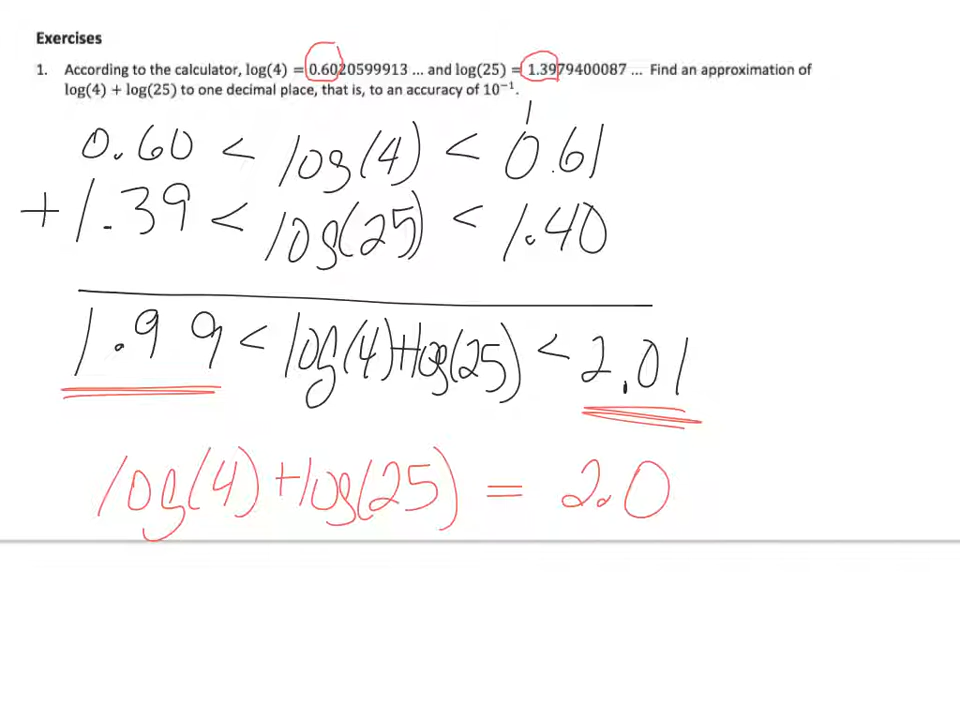 Exercises
1. According to the calculator, log(4) = 0.6020599913 ... and log(25) = 1.3979400087 ... Find an approximation of
log(4) + log(25) to one decimal place, that is, to an accuracy of 10⁻¹.
1
0.60 < log(4) < 0.61
+1.39 < log(25) < 1.40
1.99 < log(4)+log(25) < 2.01
log(4)+log(25) = 2.0